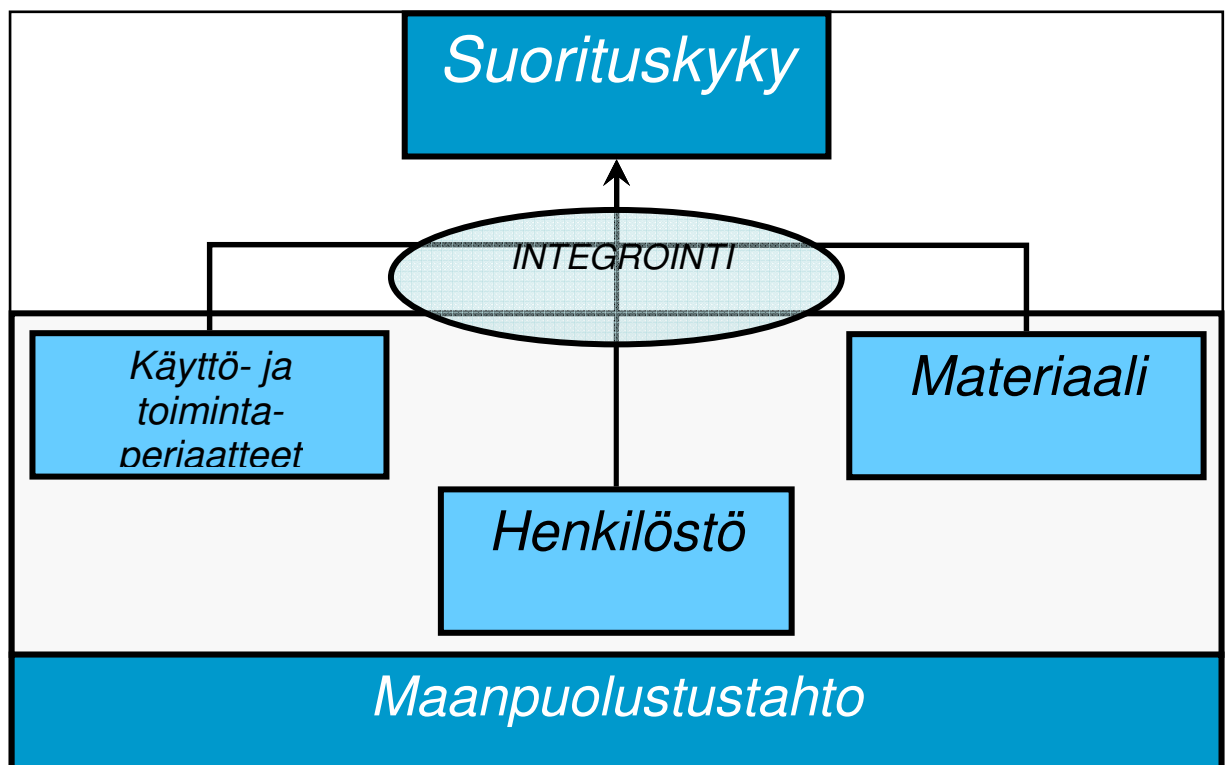 Suorituskyky
INTEGROINTI
Käyttö- ja
toiminta-
periaatteet
Materiaali
Henkilöstö
Maanpuolustustahto